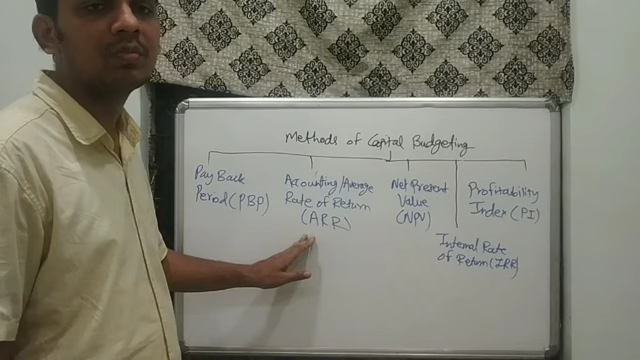 Methods of Capital Budgeting
Pay Back
Period (PBP)
Accounting/Average
Rate of Return
(ARR)
Net Present
Value
(NPV)
Internal Rate
of Return (IRR)
Profitability
Index (PI)